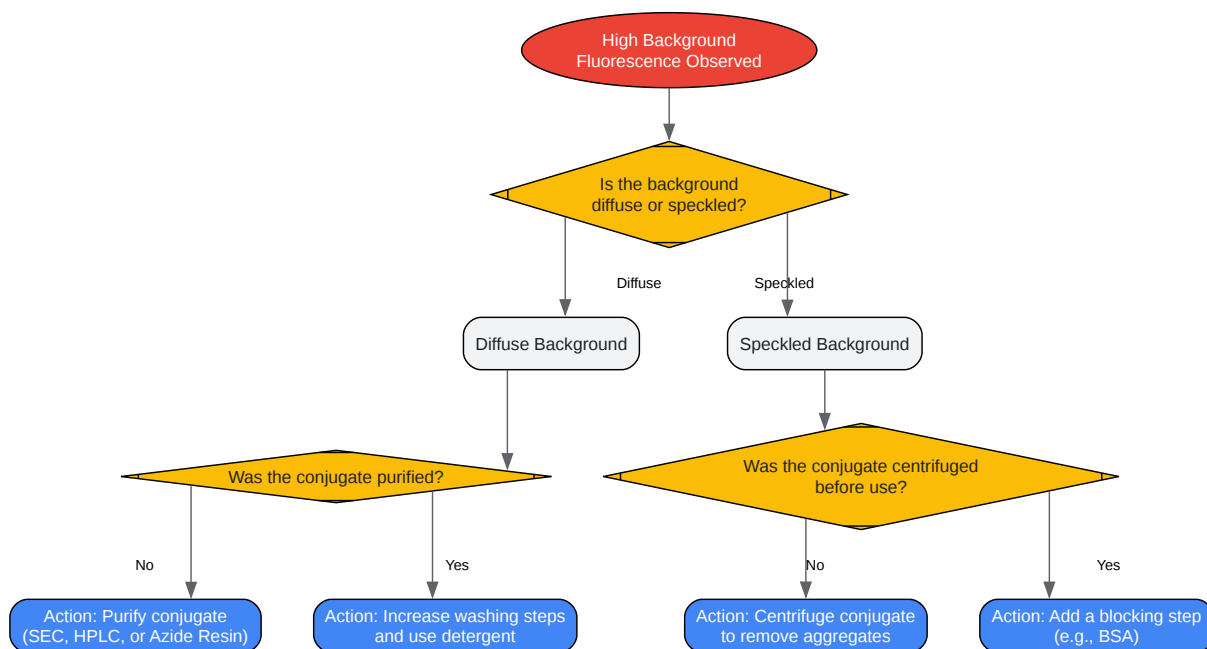 High Background
Fluorescence Observed
Is the background
diffuse or speckled?
Diffuse
Speckled
Diffuse Background
Speckled Background
Was the conjugate purified?
Was the conjugate centrifuged
before use?
No
Yes
No
Yes
Action: Purify conjugate
(SEC, HPLC, or Azide Resin)
Action: Increase washing steps
and use detergent
Action: Centrifuge conjugate
to remove aggregates
Action: Add a blocking step
(e.g., BSA)